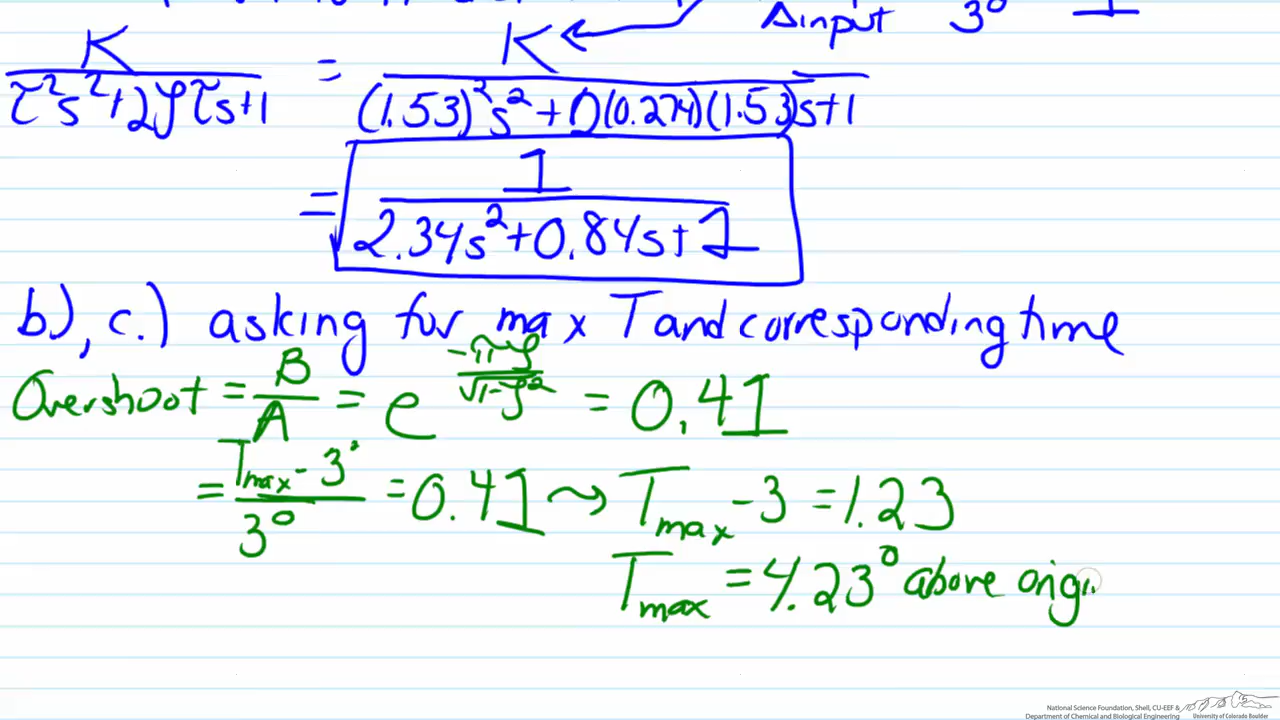 Δinput 3° 1
K/(τ²s²+2ζτs+1) = K/((1.53)²s²+2(0.274)(1.53)s+1)
= 1/(2.34s²+0.84s+1)
b), c.) asking for max T and corresponding time
Overshoot = B/A = e^(-πζ/√(1-ζ²)) = 0.41
= (Tmax - 3°)/3° = 0.41 ⤳ Tmax - 3 = 1.23
Tmax = 4.23° above origi
National Science Foundation, Shell, CU-EEF &
Department of Chemical and Biological Engineering
University of Colorado Boulder